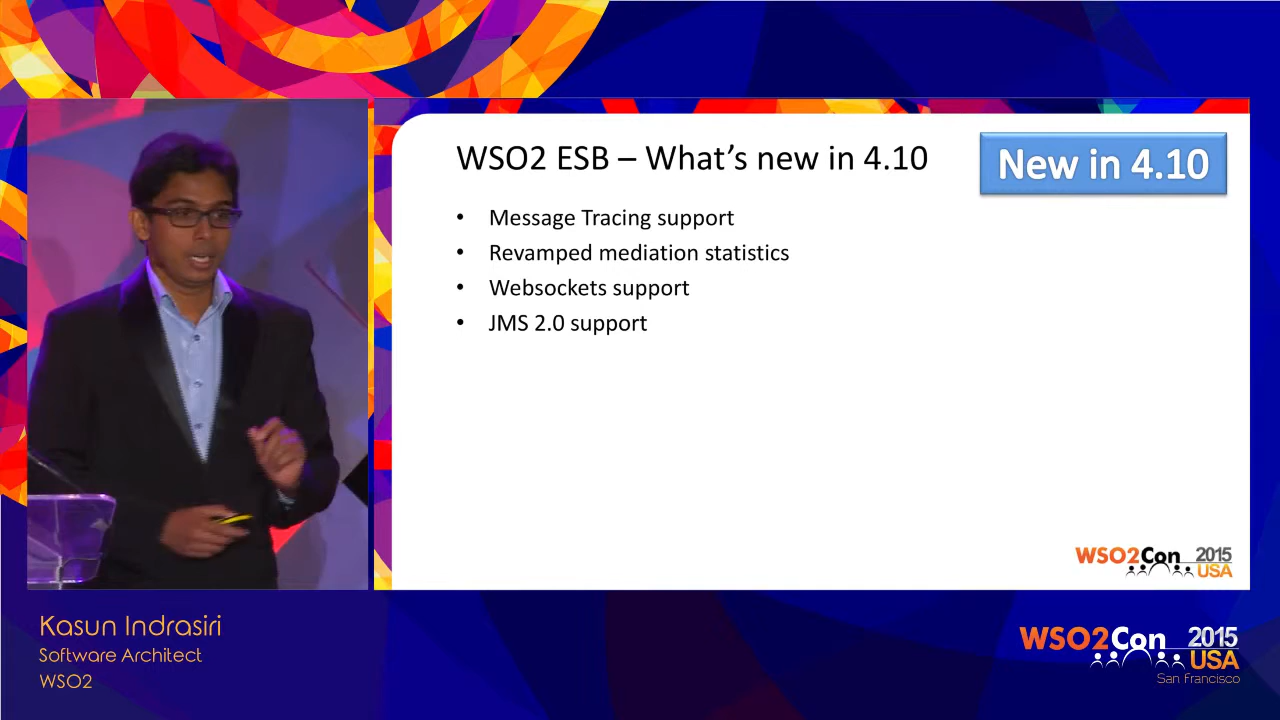 WSO2 ESB – What's new in 4.10
New in 4.10
• Message Tracing support
• Revamped mediation statistics
• Websockets support
• JMS 2.0 support
WSO2Con 2015
USA
Kasun Indrasiri
Software Architect
WSO2
WSO2Con 2015
USA
San Francisco